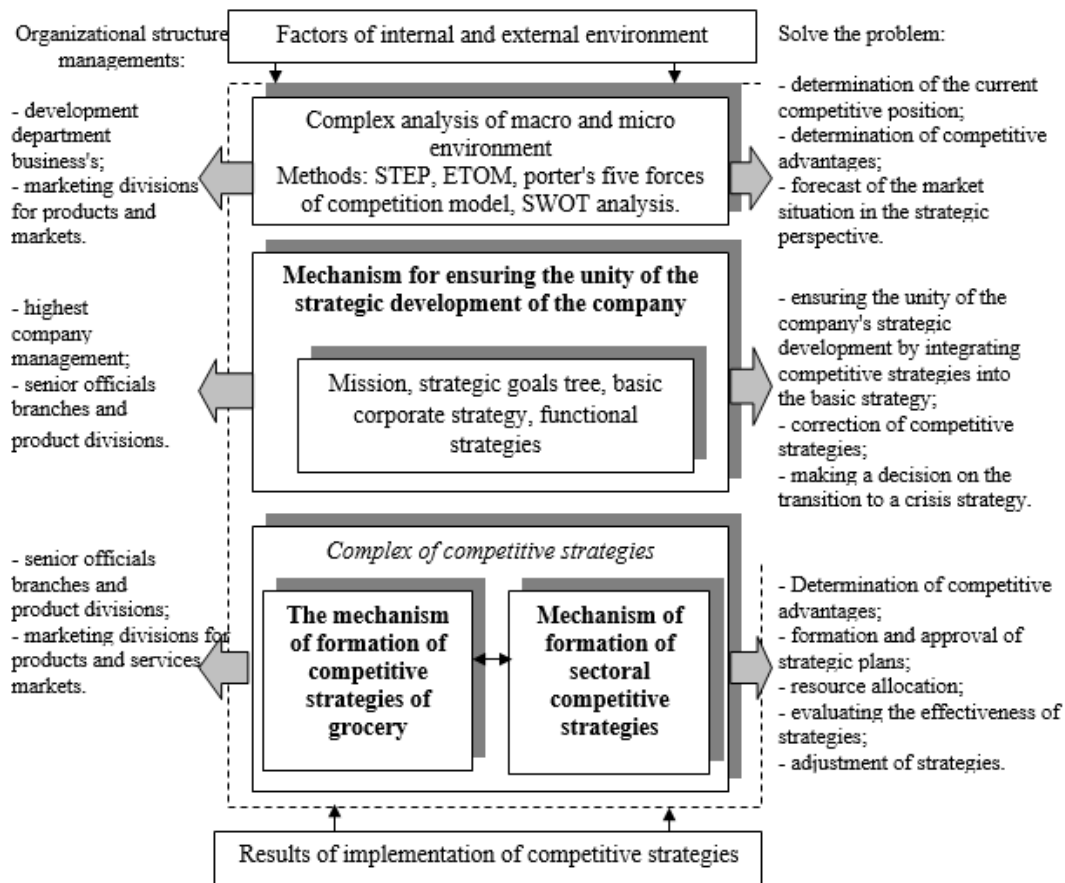 Organizational structure
managements:
Factors of internal and external environment
Solve the problem:
- development
department
business's;
- marketing divisions
for products and
markets.
Complex analysis of macro and micro
environment
Methods: STEP, ETOM, porter's five forces
of competition model, SWOT analysis.
- determination of the current
competitive position;
- determination of competitive
advantages;
- forecast of the market
situation in the strategic
perspective.
- highest
company
management;
- senior officials
branches and
product divisions.
Mechanism for ensuring the unity of the
strategic development of the company
Mission, strategic goals tree, basic
corporate strategy, functional
strategies
- ensuring the unity of the
company's strategic
development by integrating
competitive strategies into
the basic strategy;
- correction of competitive
strategies;
- making a decision on the
transition to a crisis strategy.
- senior officials
branches and
product divisions;
- marketing divisions for
products and services
markets.
Complex of competitive strategies
The mechanism
of formation of
competitive
strategies of
grocery
Mechanism of
formation of
sectoral
competitive
strategies
- Determination of competitive
advantages;
- formation and approval of
strategic plans;
- resource allocation;
- evaluating the effectiveness of
strategies;
- adjustment of strategies.
Results of implementation of competitive strategies